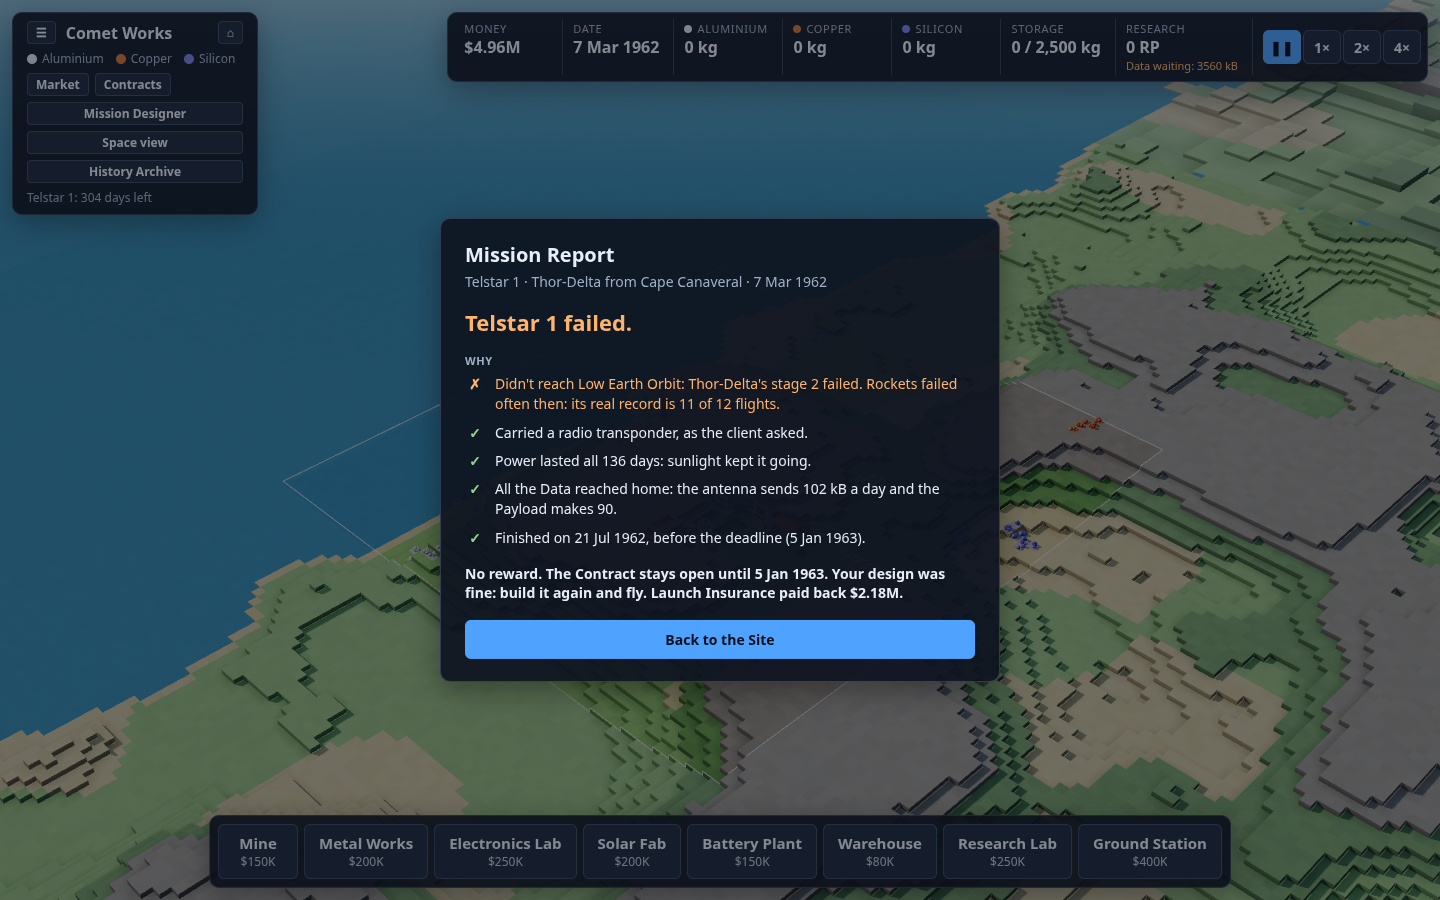 ☰ Comet Works ⌂
Aluminium Copper Silicon
Market Contracts
Mission Designer
Space view
History Archive
Telstar 1: 304 days left
MONEY
$4.96M
DATE
7 Mar 1962
ALUMINIUM
0 kg
COPPER
0 kg
SILICON
0 kg
STORAGE
0 / 2,500 kg
RESEARCH
0 RP
Data waiting: 3560 kB
❚❚ 1× 2× 4×
Mission Report
Telstar 1 · Thor-Delta from Cape Canaveral · 7 Mar 1962
Telstar 1 failed.
WHY
✗ Didn't reach Low Earth Orbit: Thor-Delta's stage 2 failed. Rockets failed
often then: its real record is 11 of 12 flights.
✓ Carried a radio transponder, as the client asked.
✓ Power lasted all 136 days: sunlight kept it going.
✓ All the Data reached home: the antenna sends 102 kB a day and the
Payload makes 90.
✓ Finished on 21 Jul 1962, before the deadline (5 Jan 1963).
No reward. The Contract stays open until 5 Jan 1963. Your design was
fine: build it again and fly. Launch Insurance paid back $2.18M.
Back to the Site
Mine
$150K
Metal Works
$200K
Electronics Lab
$250K
Solar Fab
$200K
Battery Plant
$150K
Warehouse
$80K
Research Lab
$250K
Ground Station
$400K